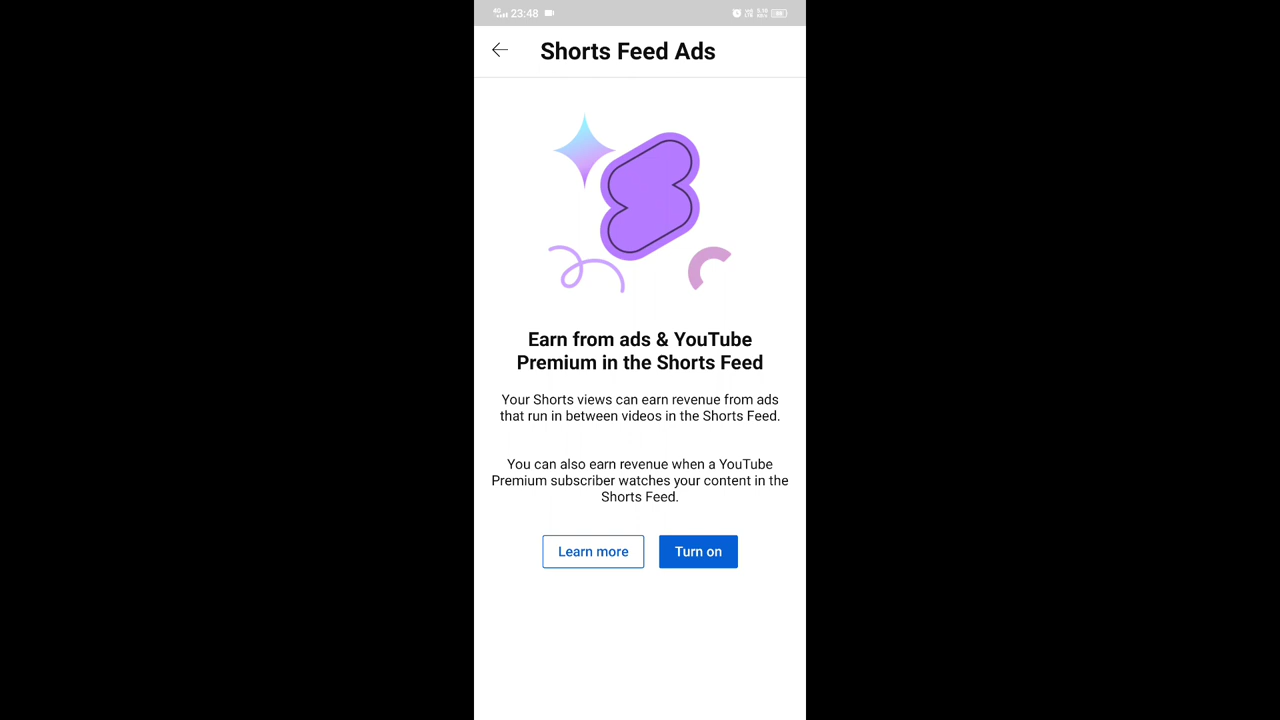 4G 23:48
Shorts Feed Ads
Earn from ads & YouTube
Premium in the Shorts Feed
Your Shorts views can earn revenue from ads
that run in between videos in the Shorts Feed.
You can also earn revenue when a YouTube
Premium subscriber watches your content in the
Shorts Feed.
Learn more Turn on